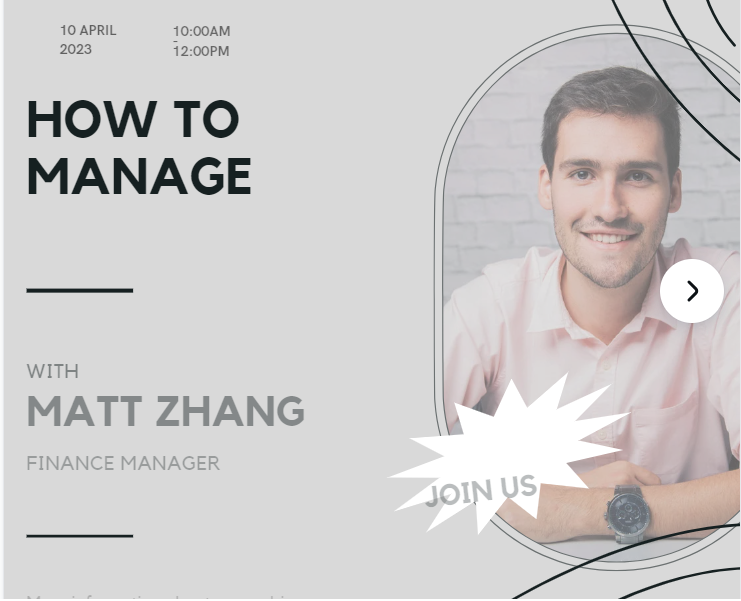 10 APRIL
2023
10:00AM
-
12:00PM
HOW TO
MANAGE
WITH
MATT ZHANG
FINANCE MANAGER
JOIN US